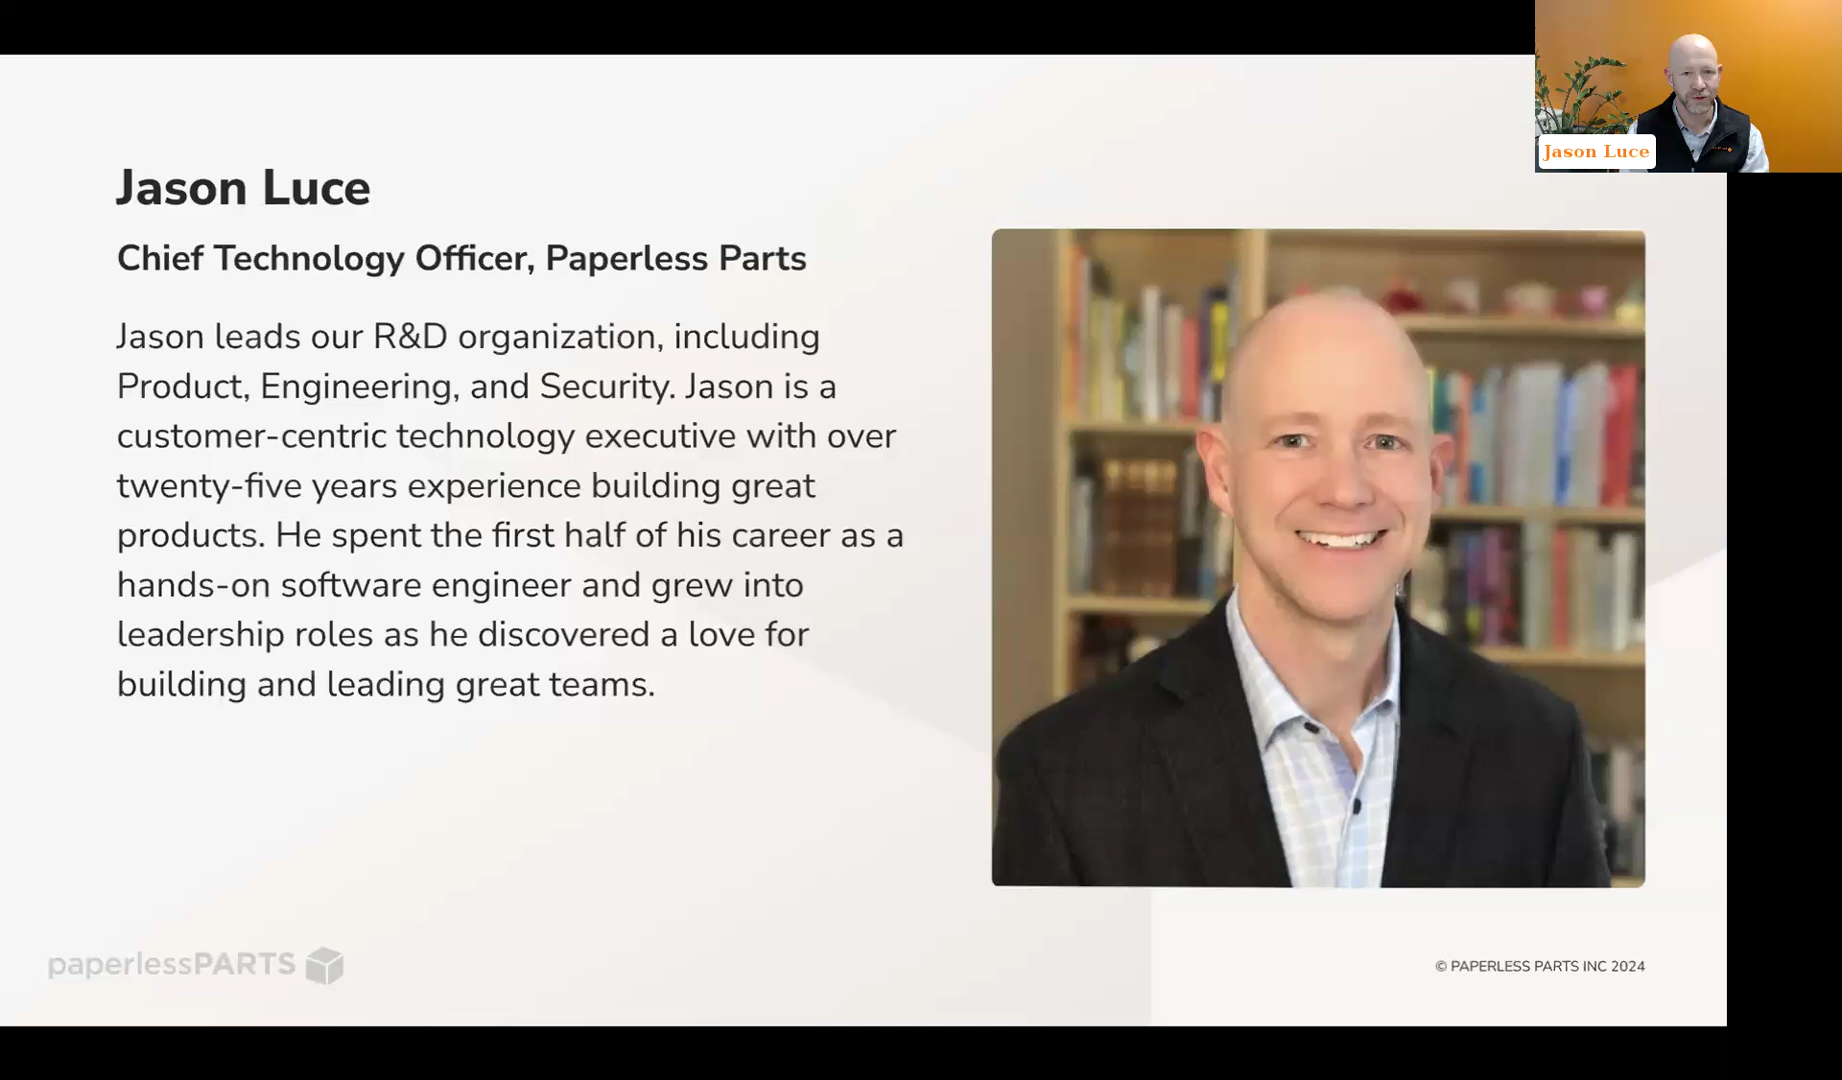 Jason Luce
Jason Luce
Chief Technology Officer, Paperless Parts
Jason leads our R&D organization, including
Product, Engineering, and Security. Jason is a
customer-centric technology executive with over
twenty-five years experience building great
products. He spent the first half of his career as a
hands-on software engineer and grew into
leadership roles as he discovered a love for
building and leading great teams.
paperlessPARTS
© PAPERLESS PARTS INC 2024